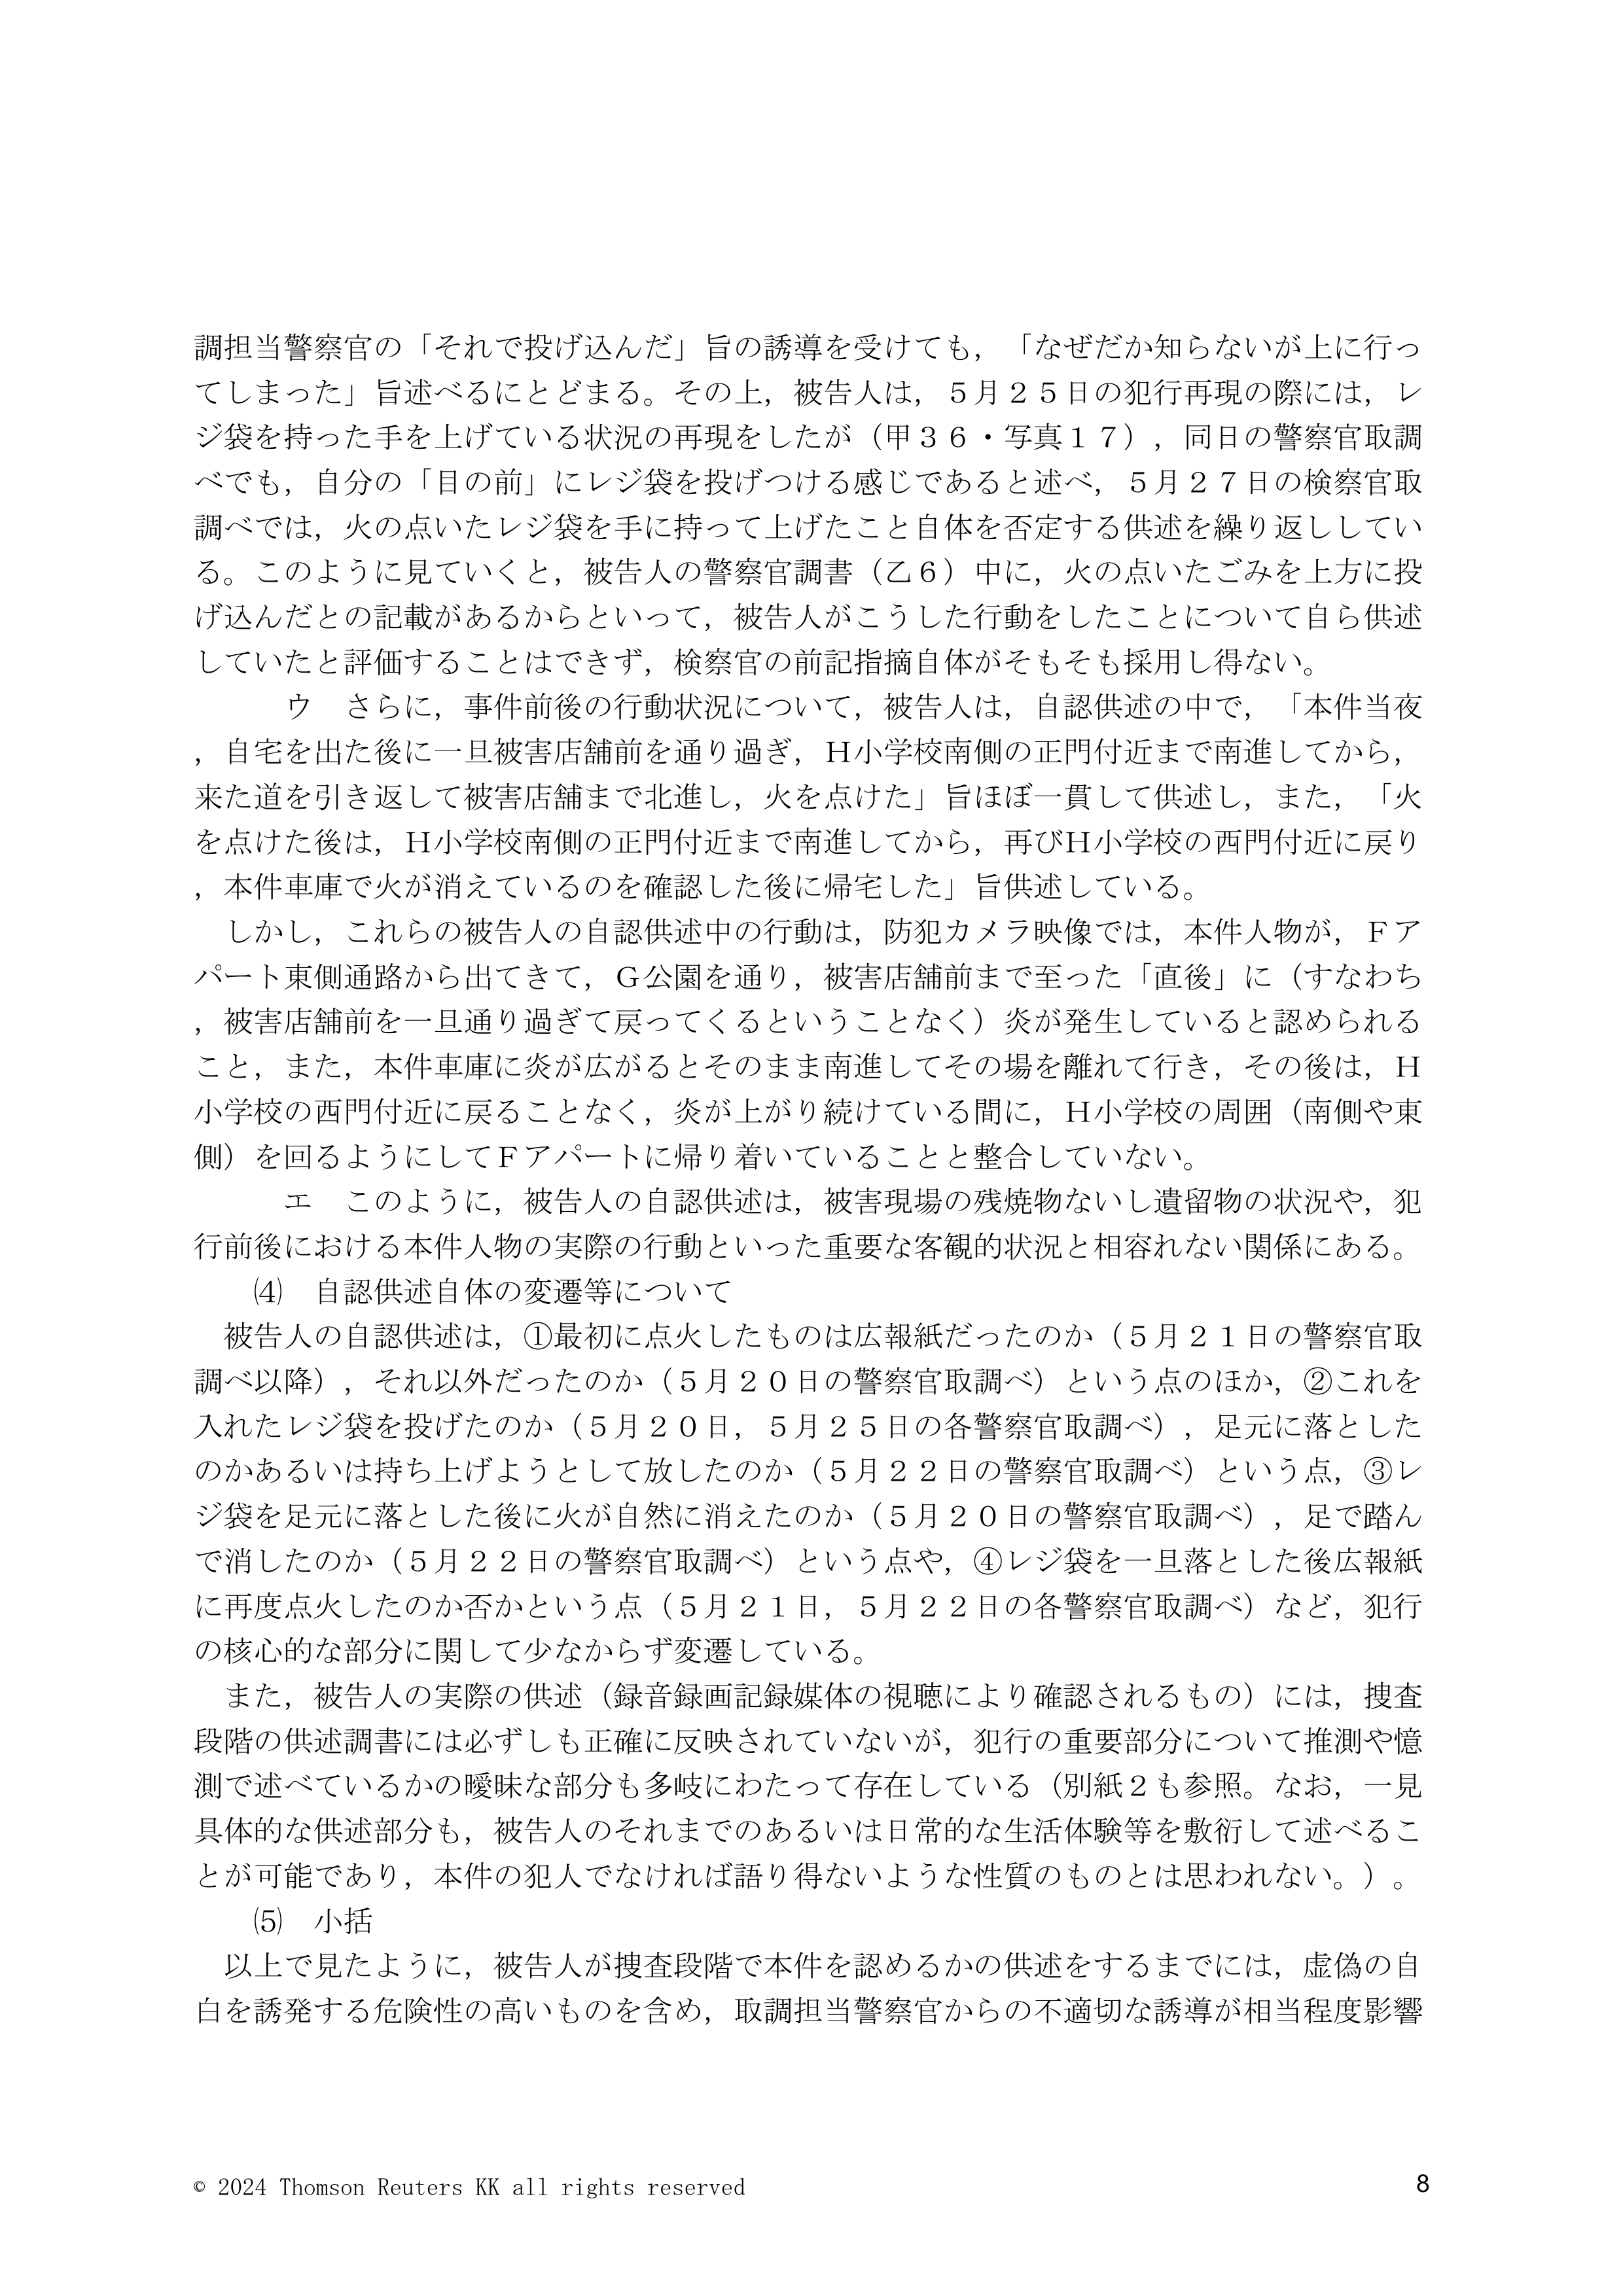 調担当警察官の「それで投げ込んだ」旨の誘導を受けても，「なぜだか知らないが上に行っ
てしまった」旨述べるにとどまる。その上，被告人は，５月２５日の犯行再現の際には，レ
ジ袋を持った手を上げている状況の再現をしたが（甲３６・写真１７），同日の警察官取調
べでも，自分の「目の前」にレジ袋を投げつける感じであると述べ，５月２７日の検察官取
調べでは，火の点いたレジ袋を手に持って上げたこと自体を否定する供述を繰り返ししてい
る。このように見ていくと，被告人の警察官調書（乙６）中に，火の点いたごみを上方に投
げ込んだとの記載があるからといって，被告人がこうした行動をしたことについて自ら供述
していたと評価することはできず，検察官の前記指摘自体がそもそも採用し得ない。
　　　ウ　さらに，事件前後の行動状況について，被告人は，自認供述の中で，「本件当夜
，自宅を出た後に一旦被害店舗前を通り過ぎ，Ｈ小学校南側の正門付近まで南進してから，
来た道を引き返して被害店舗まで北進し，火を点けた」旨ほぼ一貫して供述し，また，「火
を点けた後は，Ｈ小学校南側の正門付近まで南進してから，再びＨ小学校の西門付近に戻り
，本件車庫で火が消えているのを確認した後に帰宅した」旨供述している。
　しかし，これらの被告人の自認供述中の行動は，防犯カメラ映像では，本件人物が，Ｆア
パート東側通路から出てきて，Ｇ公園を通り，被害店舗前まで至った「直後」に（すなわち
，被害店舗前を一旦通り過ぎて戻ってくるということなく）炎が発生していると認められる
こと，また，本件車庫に炎が広がるとそのまま南進してその場を離れて行き，その後は，Ｈ
小学校の西門付近に戻ることなく，炎が上がり続けている間に，Ｈ小学校の周囲（南側や東
側）を回るようにしてＦアパートに帰り着いていることと整合していない。
　　　エ　このように，被告人の自認供述は，被害現場の残焼物ないし遺留物の状況や，犯
行前後における本件人物の実際の行動といった重要な客観的状況と相容れない関係にある。
　　⑷　自認供述自体の変遷等について
　被告人の自認供述は，①最初に点火したものは広報紙だったのか（５月２１日の警察官取
調べ以降），それ以外だったのか（５月２０日の警察官取調べ）という点のほか，②これを
入れたレジ袋を投げたのか（５月２０日，５月２５日の各警察官取調べ），足元に落とした
のかあるいは持ち上げようとして放したのか（５月２２日の警察官取調べ）という点，③レ
ジ袋を足元に落とした後に火が自然に消えたのか（５月２０日の警察官取調べ），足で踏ん
で消したのか（５月２２日の警察官取調べ）という点や，④レジ袋を一旦落とした後広報紙
に再度点火したのか否かという点（５月２１日，５月２２日の各警察官取調べ）など，犯行
の核心的な部分に関して少なからず変遷している。
　また，被告人の実際の供述（録音録画記録媒体の視聴により確認されるもの）には，捜査
段階の供述調書には必ずしも正確に反映されていないが，犯行の重要部分について推測や憶
測で述べているかの曖昧な部分も多岐にわたって存在している（別紙２も参照。なお，一見
具体的な供述部分も，被告人のそれまでのあるいは日常的な生活体験等を敷衍して述べるこ
とが可能であり，本件の犯人でなければ語り得ないような性質のものとは思われない。）。
　　⑸　小括
　以上で見たように，被告人が捜査段階で本件を認めるかの供述をするまでには，虚偽の自
白を誘発する危険性の高いものを含め，取調担当警察官からの不適切な誘導が相当程度影響
© 2024 Thomson Reuters KK all rights reserved
8